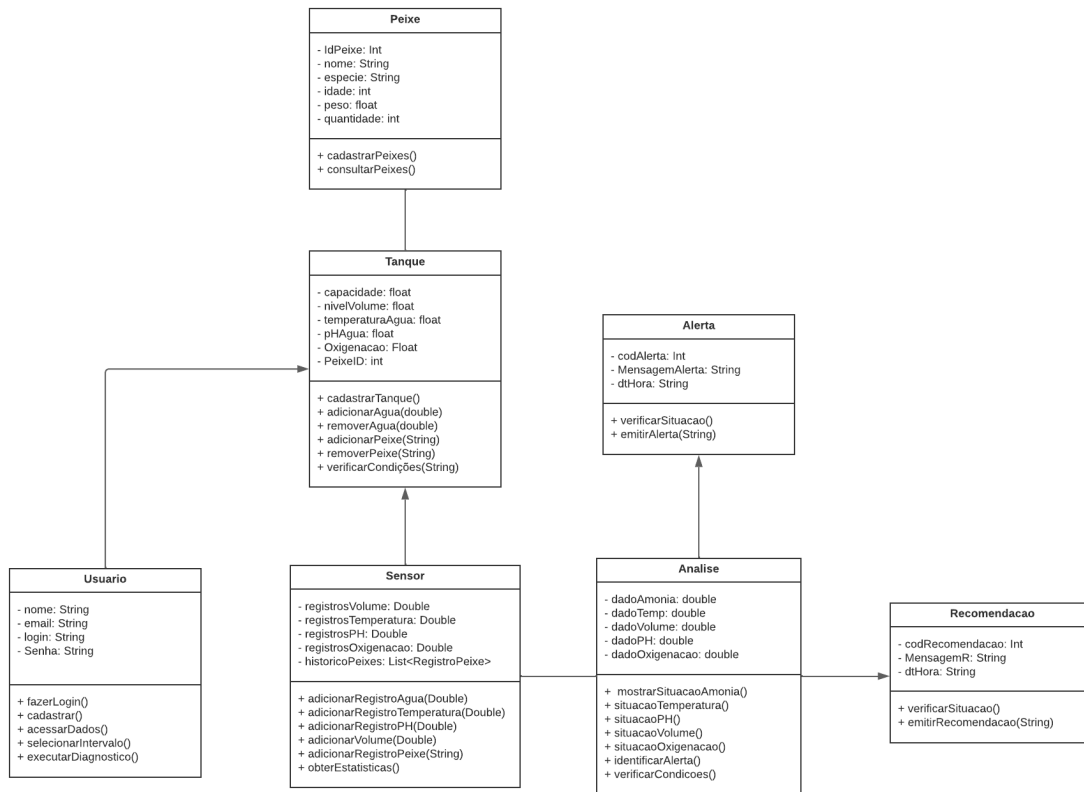 Peixe
- IdPeixe: Int
- nome: String
- especie: String
- idade: int
- peso: float
- quantidade: int
+ cadastrarPeixes()
+ consultarPeixes()
Tanque
- capacidade: float
- nivelVolume: float
- temperaturaAgua: float
- pHAgua: float
- Oxigenacao: Float
- PeixeID: int
+ cadastrarTanque()
+ adicionarAgua(double)
+ removerAgua(double)
+ adicionarPeixe(String)
+ removerPeixe(String)
+ verificarCondições(String)
Alerta
- codAlerta: Int
- MensagemAlerta: String
- dtHora: String
+ verificarSituacao()
+ emitirAlerta(String)
Usuario
- nome: String
- email: String
- login: String
- Senha: String
+ fazerLogin()
+ cadastrar()
+ acessarDados()
+ selecionarIntervalo()
+ executarDiagnostico()
Sensor
- registrosVolume: Double
- registrosTemperatura: Double
- registrosPH: Double
- registrosOxigenacao: Double
- historicoPeixes: List<RegistroPeixe>
+ adicionarRegistroAgua(Double)
+ adicionarRegistroTemperatura(Double)
+ adicionarRegistroPH(Double)
+ adicionarVolume(Double)
+ adicionarRegistroPeixe(String)
+ obterEstatisticas()
Analise
- dadoAmonia: double
- dadoTemp: double
- dadoVolume: double
- dadoPH: double
- dadoOxigenacao: double
+ mostrarSituacaoAmonia()
+ situacaoTemperatura()
+ situacaoPH()
+ situacaoVolume()
+ situacaoOxigenacao()
+ identificarAlerta()
+ verificarCondicoes()
Recomendacao
- codRecomendacao: Int
- MensagemR: String
- dtHora: String
+ verificarSituacao()
+ emitirRecomendacao(String)